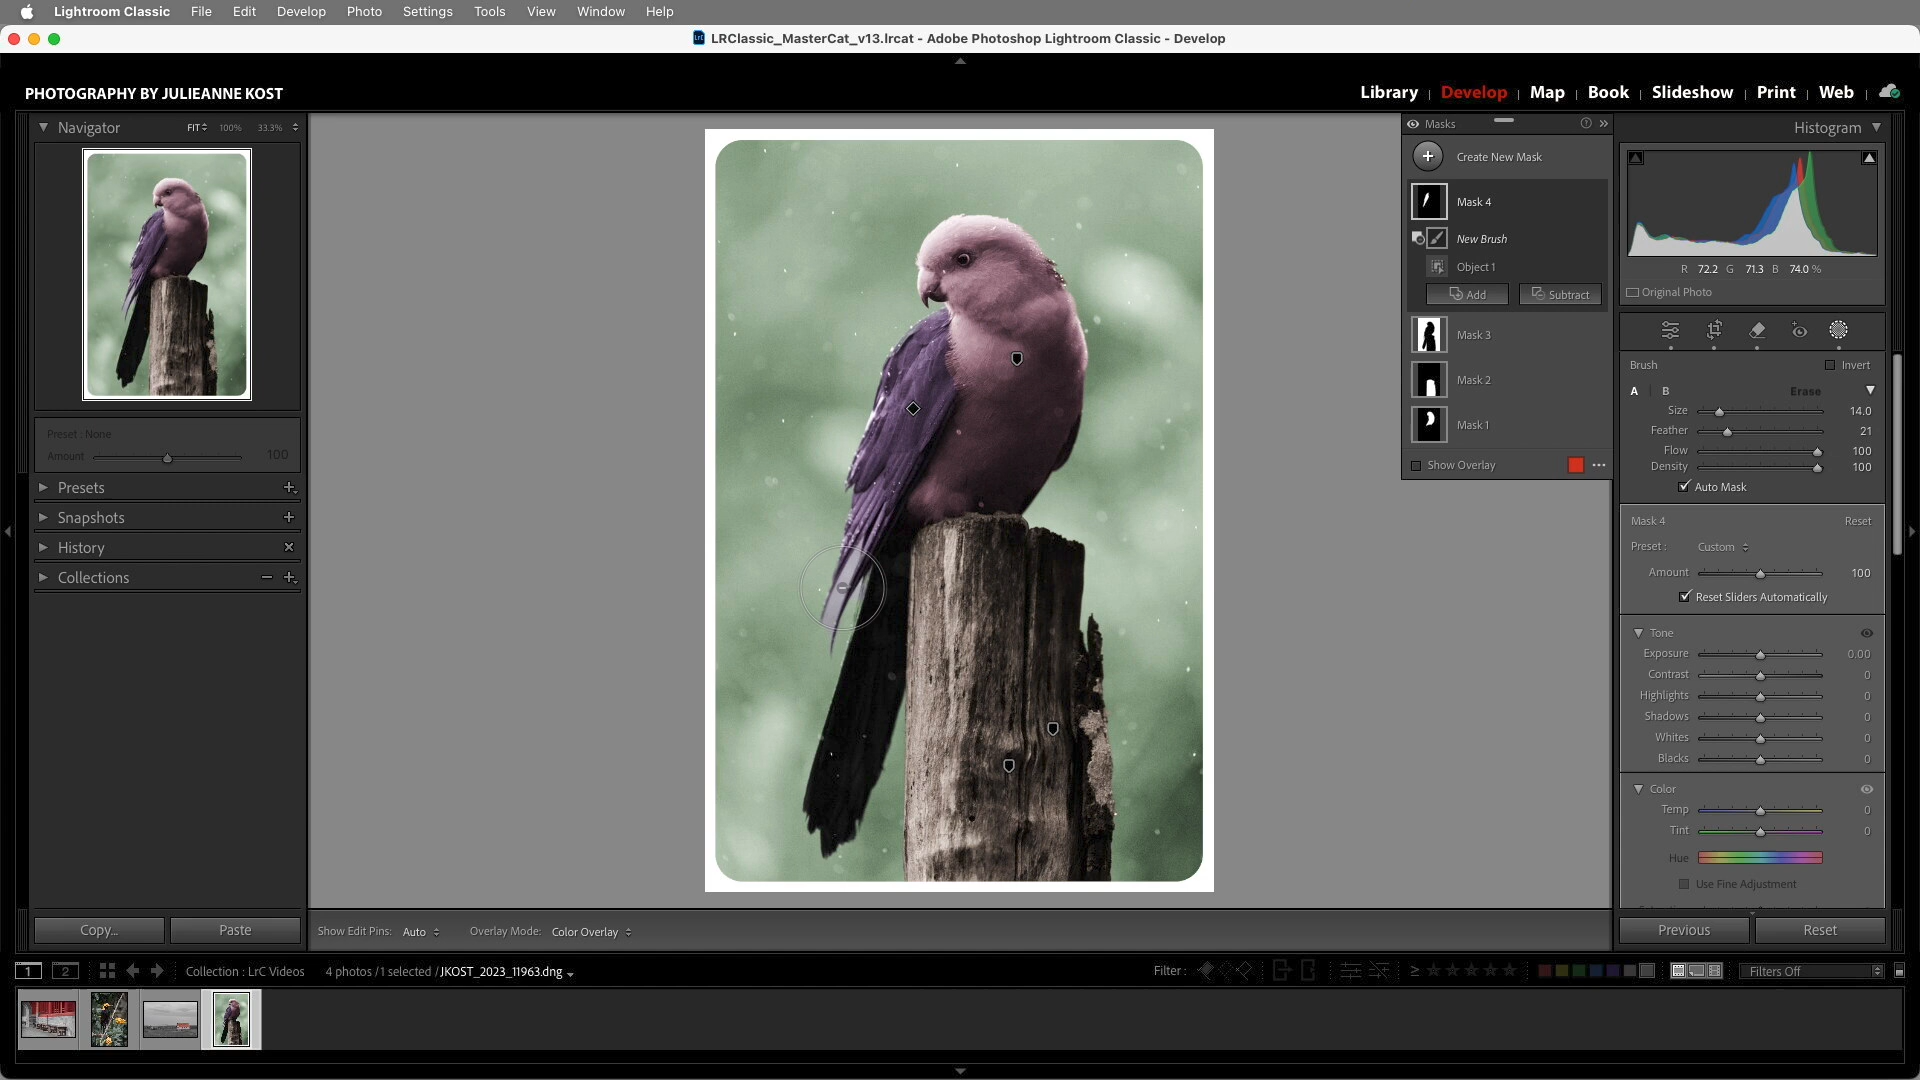 Lightroom Classic File Edit Develop Photo Settings Tools View Window Help
LrC LRClassic_MasterCat_v13.lrcat - Adobe Photoshop Lightroom Classic - Develop
PHOTOGRAPHY BY JULIEANNE KOST
Library | Develop | Map | Book | Slideshow | Print | Web
Navigator FIT 100% 33.3%
Preset : None
Amount 100
Presets
Snapshots
History
Collections
Copy... Paste
Masks
Create New Mask
Mask 4
New Brush
Object 1
Add Subtract
Mask 3
Mask 2
Mask 1
Show Overlay
Histogram
R 72.2 G 71.3 B 74.0 %
Original Photo
Brush Invert
A | B Erase
Size 14.0
Feather 21
Flow 100
Density 100
Auto Mask
Mask 4 Reset
Preset : Custom
Amount 100
Reset Sliders Automatically
Tone
Exposure 0.00
Contrast 0
Highlights 0
Shadows 0
Whites 0
Blacks 0
Color
Temp 0
Tint 0
Hue
Use Fine Adjustment
Previous Reset
Show Edit Pins: Auto Overlay Mode: Color Overlay
1 2 Collection : LrC Videos 4 photos /1 selected /JKOST_2023_11963.dng Filter : ≥ Filters Off